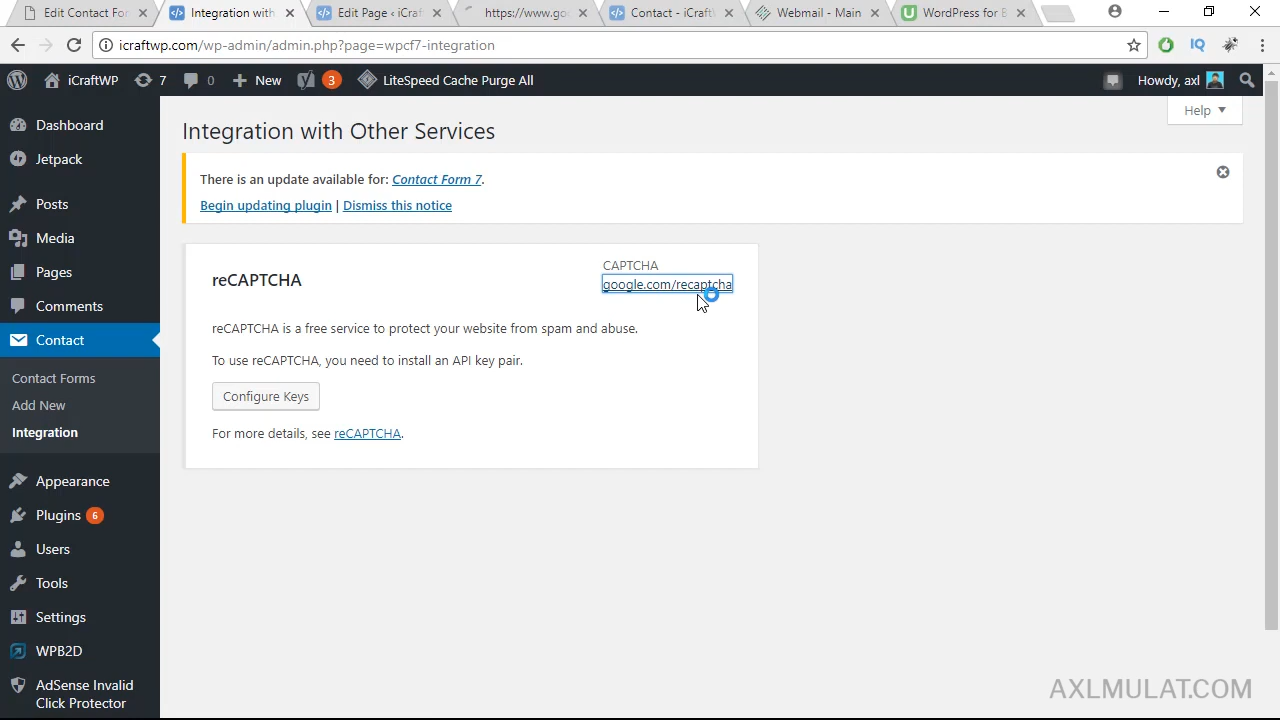 Edit Contact For
Integration with
Edit Page ‹ iCraf
https://www.goo
Contact - iCraftW
Webmail - Main
WordPress for B
icraftwp.com/wp-admin/admin.php?page=wpcf7-integration
iCraftWP
7
0
New
3
LiteSpeed Cache Purge All
Howdy, axl
Dashboard
Jetpack
Posts
Media
Pages
Comments
Contact
Contact Forms
Add New
Integration
Appearance
Plugins 6
Users
Tools
Settings
WPB2D
AdSense Invalid
Click Protector
Help
Integration with Other Services
There is an update available for: Contact Form 7.
Begin updating plugin | Dismiss this notice
reCAPTCHA
CAPTCHA
google.com/recaptcha
reCAPTCHA is a free service to protect your website from spam and abuse.
To use reCAPTCHA, you need to install an API key pair.
Configure Keys
For more details, see reCAPTCHA.
AXLMULAT.COM